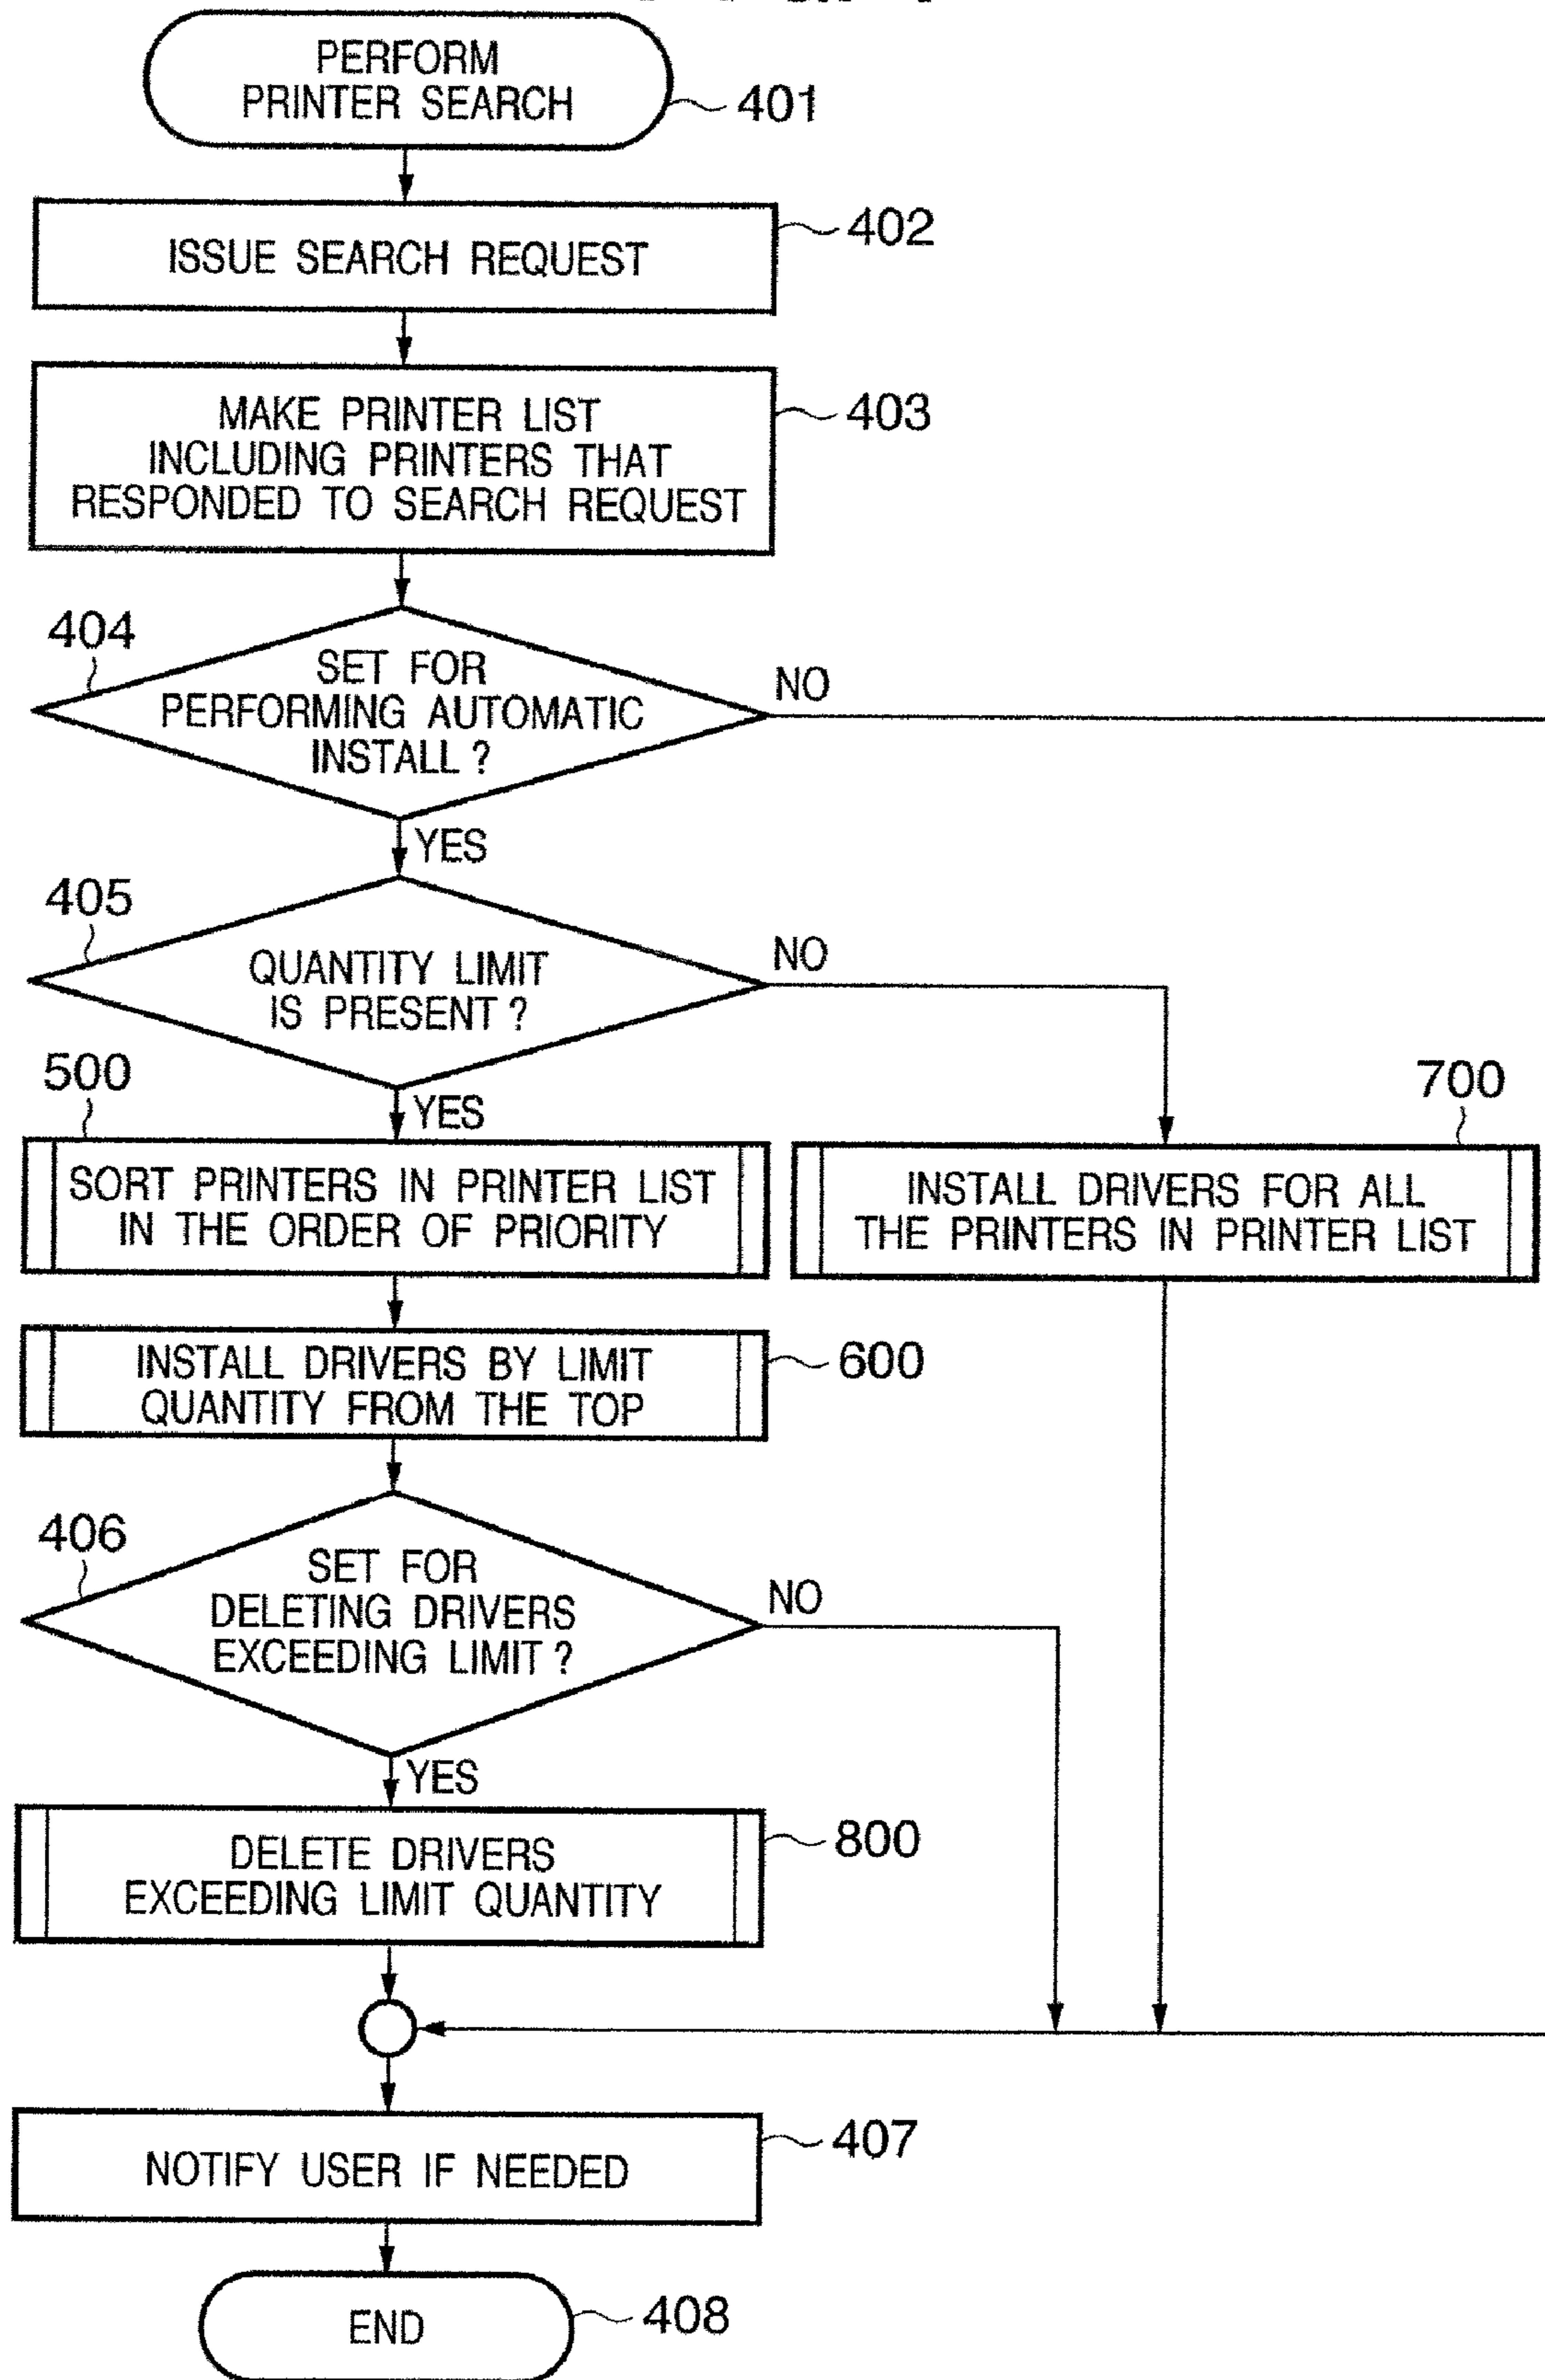 PERFORM
PRINTER SEARCH
401
ISSUE SEARCH REQUEST
402
MAKE PRINTER LIST
INCLUDING PRINTERS THAT
RESPONDED TO SEARCH REQUEST
403
404
SET FOR
PERFORMING AUTOMATIC
INSTALL ?
NO
YES
405
QUANTITY LIMIT
IS PRESENT ?
NO
YES
500
SORT PRINTERS IN PRINTER LIST
IN THE ORDER OF PRIORITY
700
INSTALL DRIVERS FOR ALL
THE PRINTERS IN PRINTER LIST
INSTALL DRIVERS BY LIMIT
QUANTITY FROM THE TOP
600
406
SET FOR
DELETING DRIVERS
EXCEEDING LIMIT ?
NO
YES
DELETE DRIVERS
EXCEEDING LIMIT QUANTITY
800
NOTIFY USER IF NEEDED
407
END
408